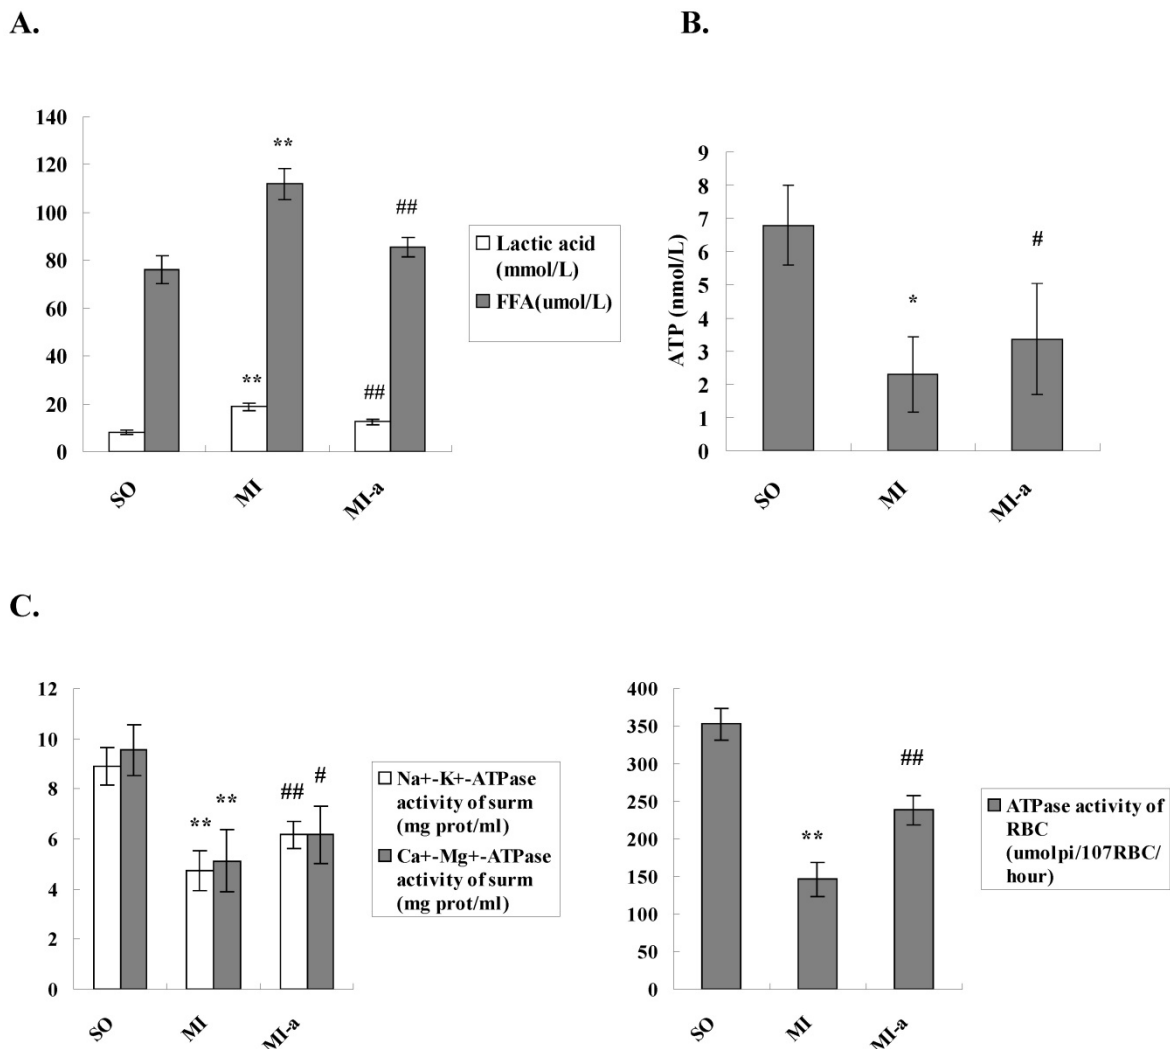 A.
140
120
100
80
60
40
20
0
**
**
##
##
SO
MI
MI-a
Lactic acid
(mmol/L)
FFA(umol/L)
B.
ATP (nmol/L)
9
8
7
6
5
4
3
2
1
0
*
#
SO
MI
MI-a
C.
12
10
8
6
4
2
0
**
**
##
#
SO
MI
MI-a
Na+-K+-ATPase
activity of surm
(mg prot/ml)
Ca+-Mg+-ATPase
activity of surm
(mg prot/ml)
400
350
300
250
200
150
100
50
0
**
##
SO
MI
MI-a
ATPase activity of
RBC
(umolpi/107RBC/
hour)